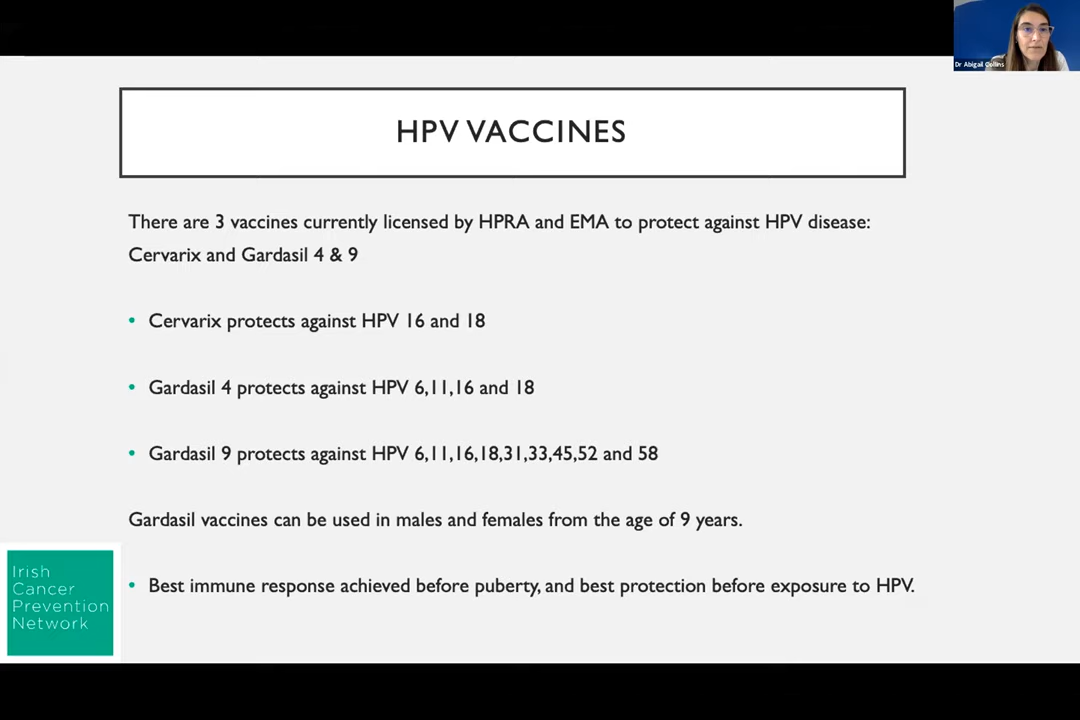 Dr Abigail Collins
HPV VACCINES
There are 3 vaccines currently licensed by HPRA and EMA to protect against HPV disease:
Cervarix and Gardasil 4 & 9
• Cervarix protects against HPV 16 and 18
• Gardasil 4 protects against HPV 6,11,16 and 18
• Gardasil 9 protects against HPV 6,11,16,18,31,33,45,52 and 58
Gardasil vaccines can be used in males and females from the age of 9 years.
• Best immune response achieved before puberty, and best protection before exposure to HPV.
Irish
Cancer
Prevention
Network